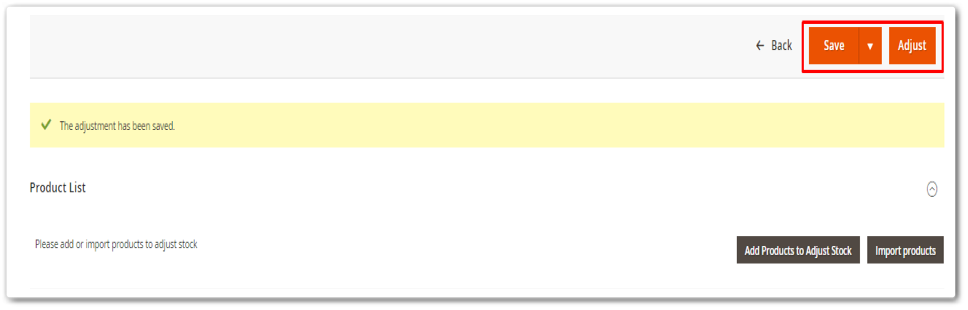 ← Back Save ▼ Adjust
The adjustment has been saved.
Product List
Please add or import products to adjust stock
Add Products to Adjust Stock Import products